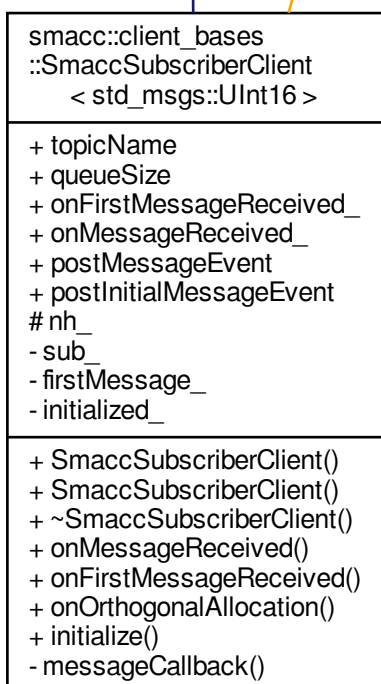 smacc::client_bases
::SmaccSubscriberClient
< std_msgs::UInt16 >
+ topicName
+ queueSize
+ onFirstMessageReceived_
+ onMessageReceived_
+ postMessageEvent
+ postInitialMessageEvent
# nh_
- sub_
- firstMessage_
- initialized_
+ SmaccSubscriberClient()
+ SmaccSubscriberClient()
+ ~SmaccSubscriberClient()
+ onMessageReceived()
+ onFirstMessageReceived()
+ onOrthogonalAllocation()
+ initialize()
- messageCallback()